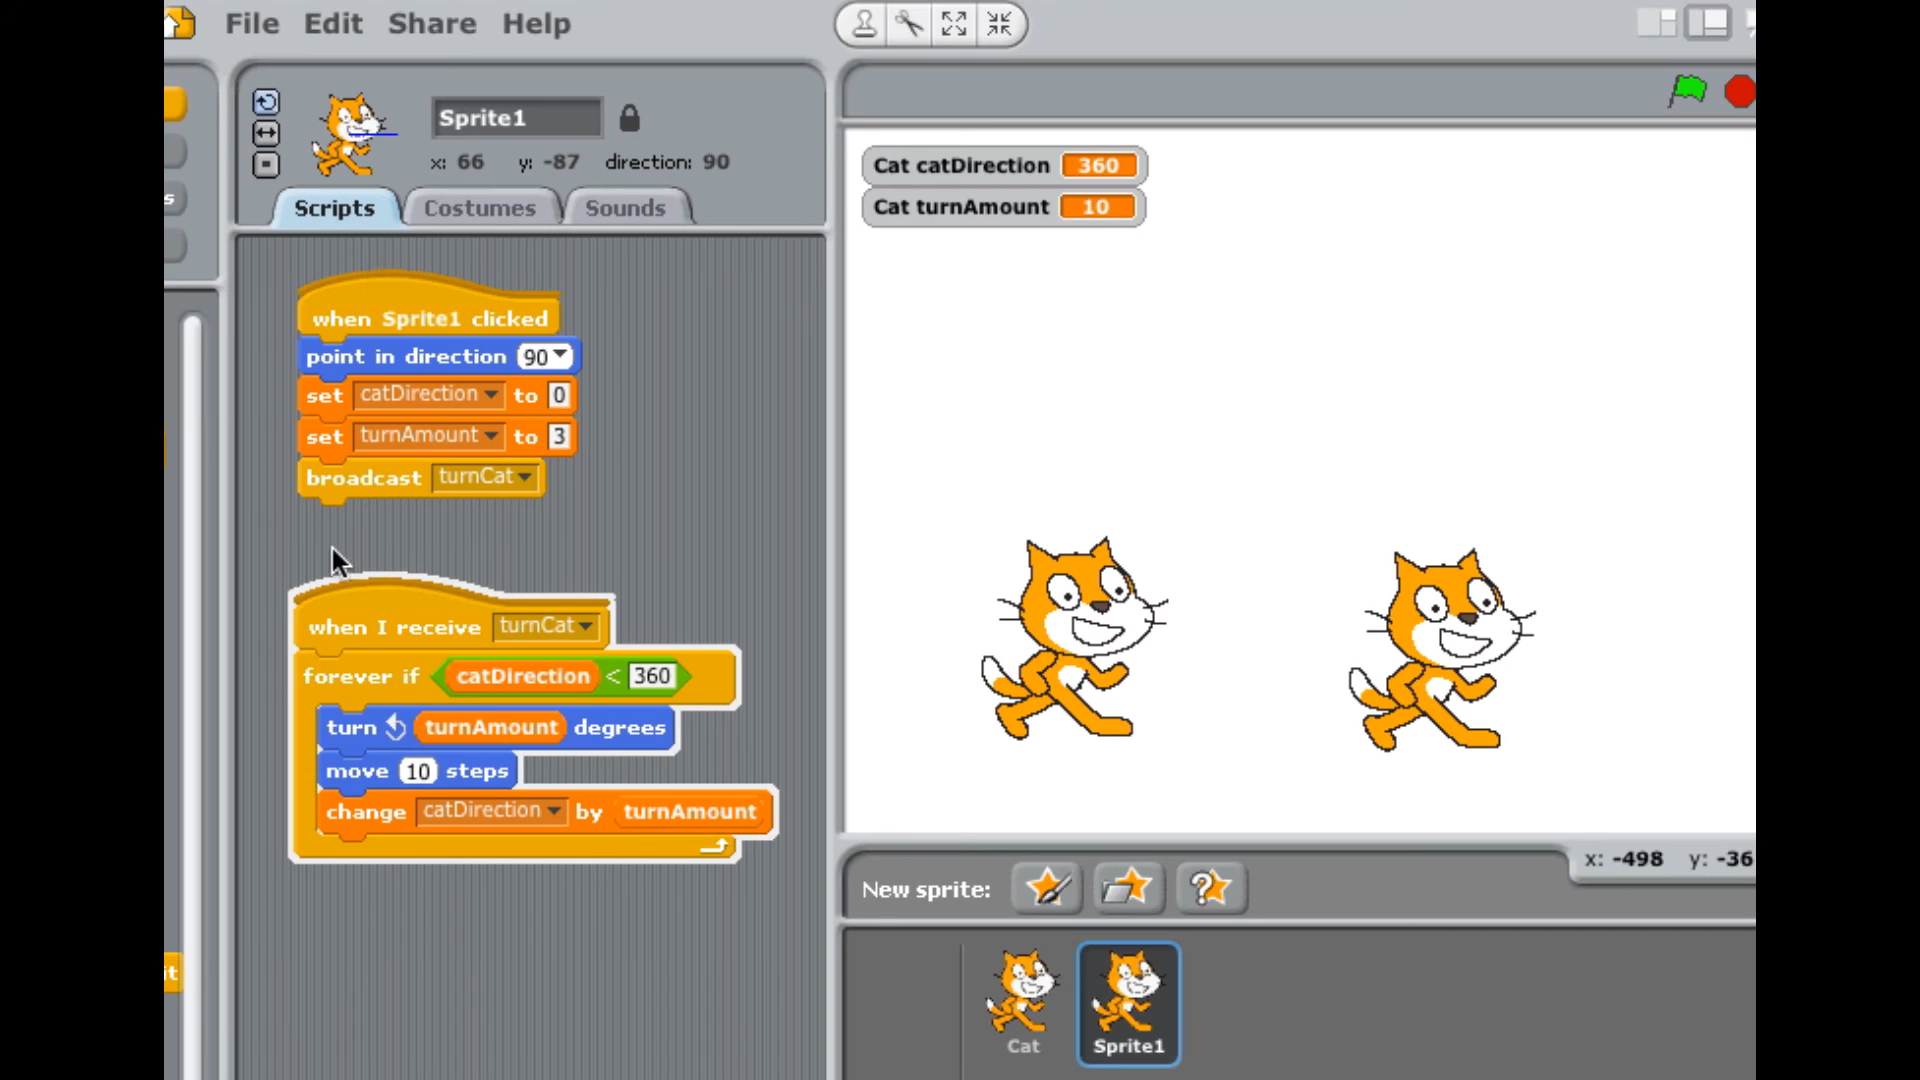 File Edit Share Help
Sprite1
x: 66 y: -87 direction: 90
Scripts Costumes Sounds
s
when Sprite1 clicked
point in direction 90
set catDirection to 0
set turnAmount to 3
broadcast turnCat
when I receive turnCat
forever if catDirection < 360
turn turnAmount degrees
move 10 steps
change catDirection by turnAmount
it
Cat catDirection 360
Cat turnAmount 10
x: -498 y: -36
New sprite:
Cat Sprite1